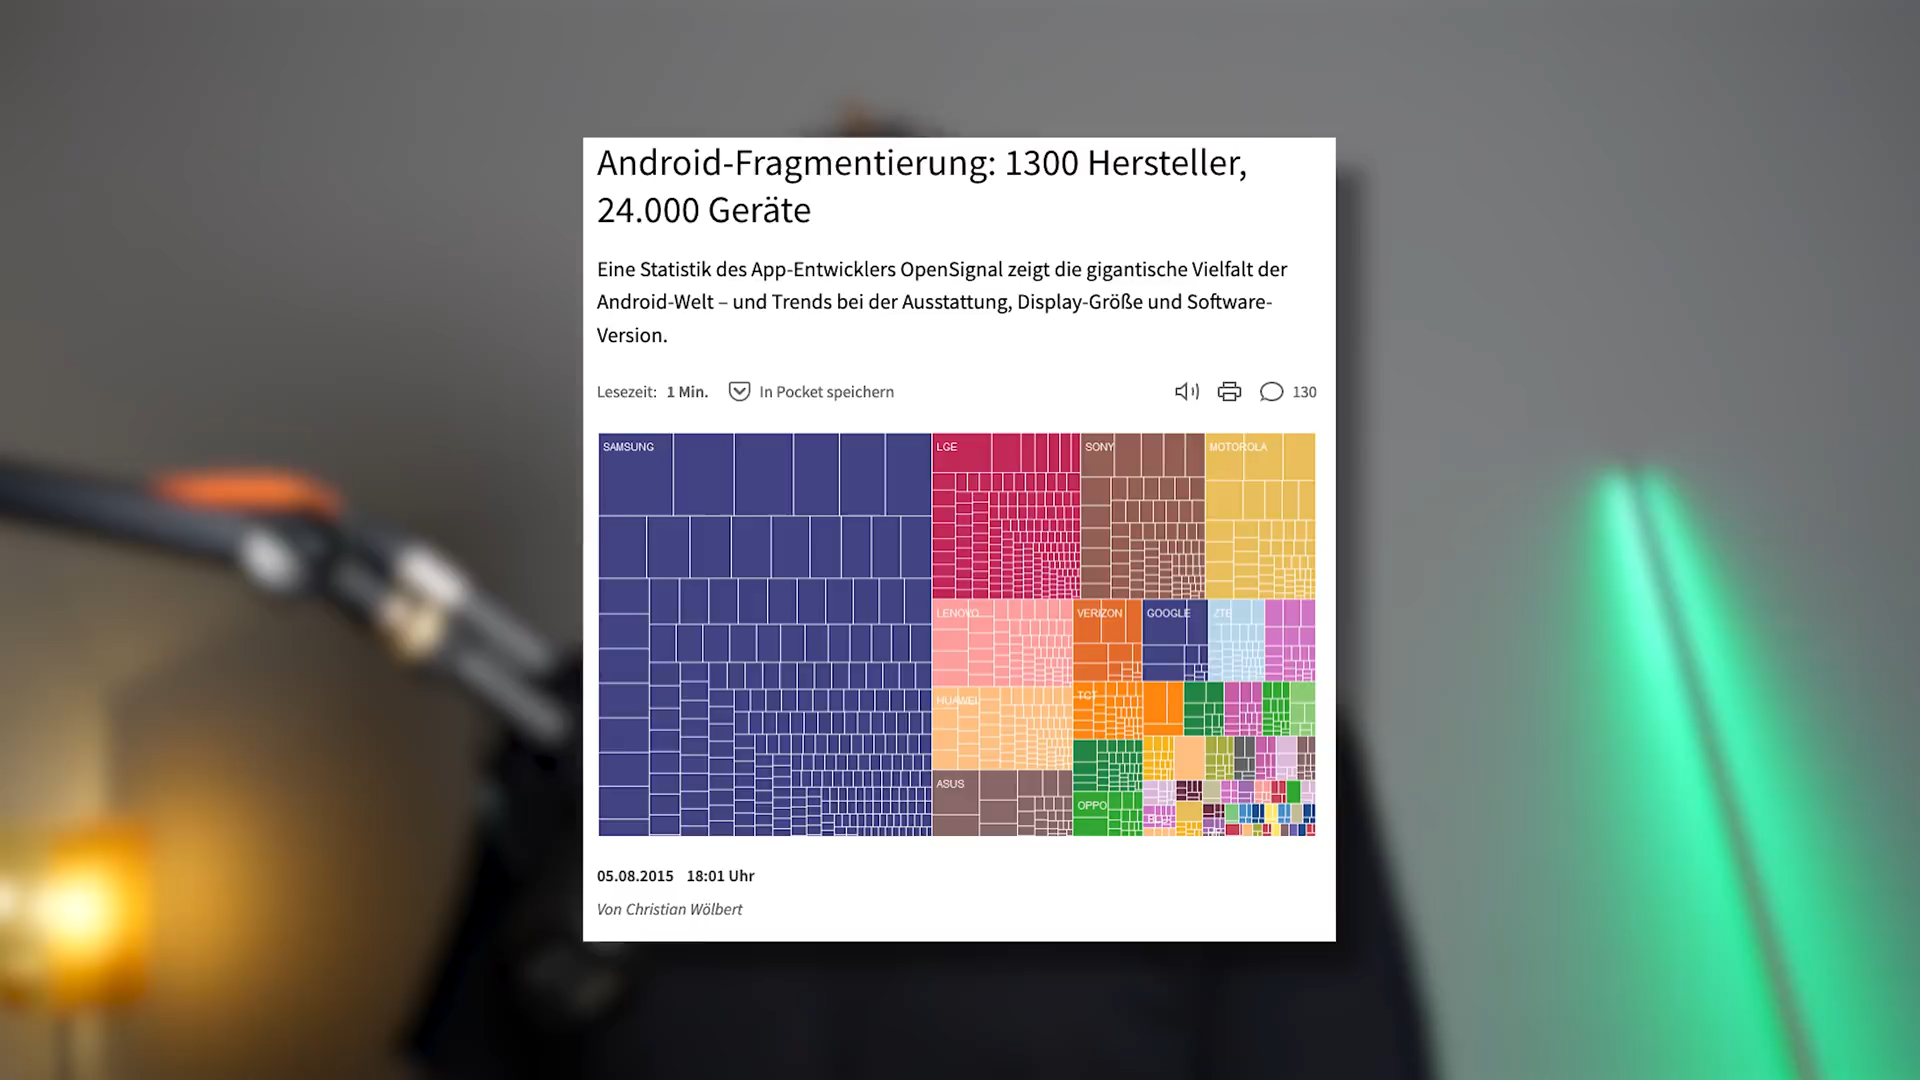 Android-Fragmentierung: 1300 Hersteller,
24.000 Geräte
Eine Statistik des App-Entwicklers OpenSignal zeigt die gigantische Vielfalt der
Android-Welt – und Trends bei der Ausstattung, Display-Größe und Software-
Version.
Lesezeit: 1 Min. In Pocket speichern 130
SAMSUNG LGE SONY MOTOROLA
LENOVO VERIZON GOOGLE ZTE
HUAWEI TCT
ASUS OPPO
05.08.2015 18:01 Uhr
Von Christian Wölbert